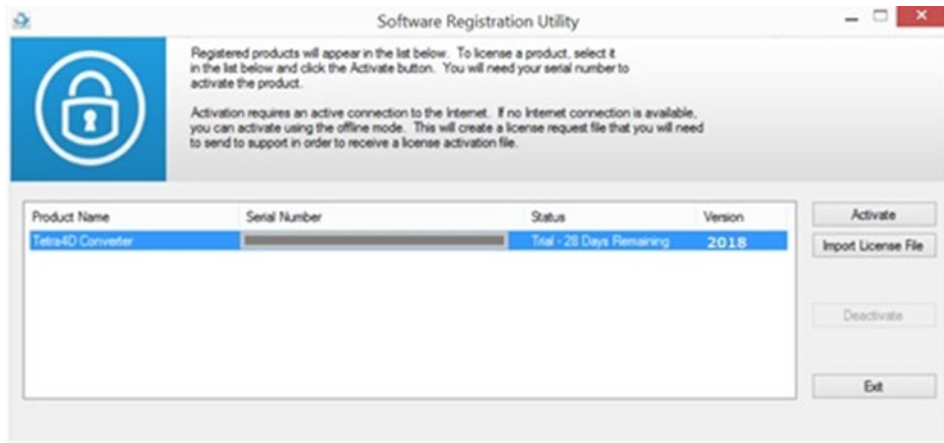 Software Registration Utility
Registered products will appear in the list below. To license a product, select it
in the list below and click the Activate button. You will need your serial number to
activate the product.
Activation requires an active connection to the Internet. If no Internet connection is available,
you can activate using the offline mode. This will create a license request file that you will need
to send to support in order to receive a license activation file.
Product Name Serial Number Status Version Activate
Tetra4D Converter Trial - 28 Days Remaining 2018 Import License File
Deactivate
Exit